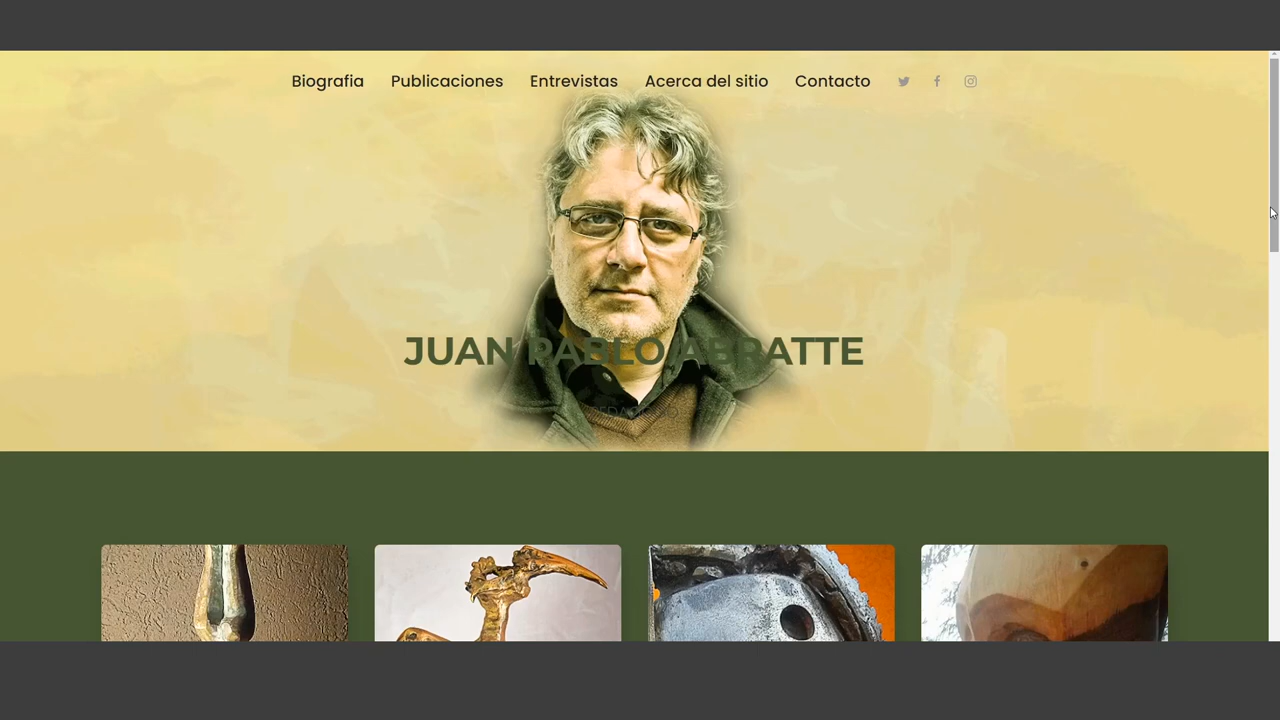 Biografia Publicaciones Entrevistas Acerca del sitio Contacto
JUAN PABLO ABRATTE